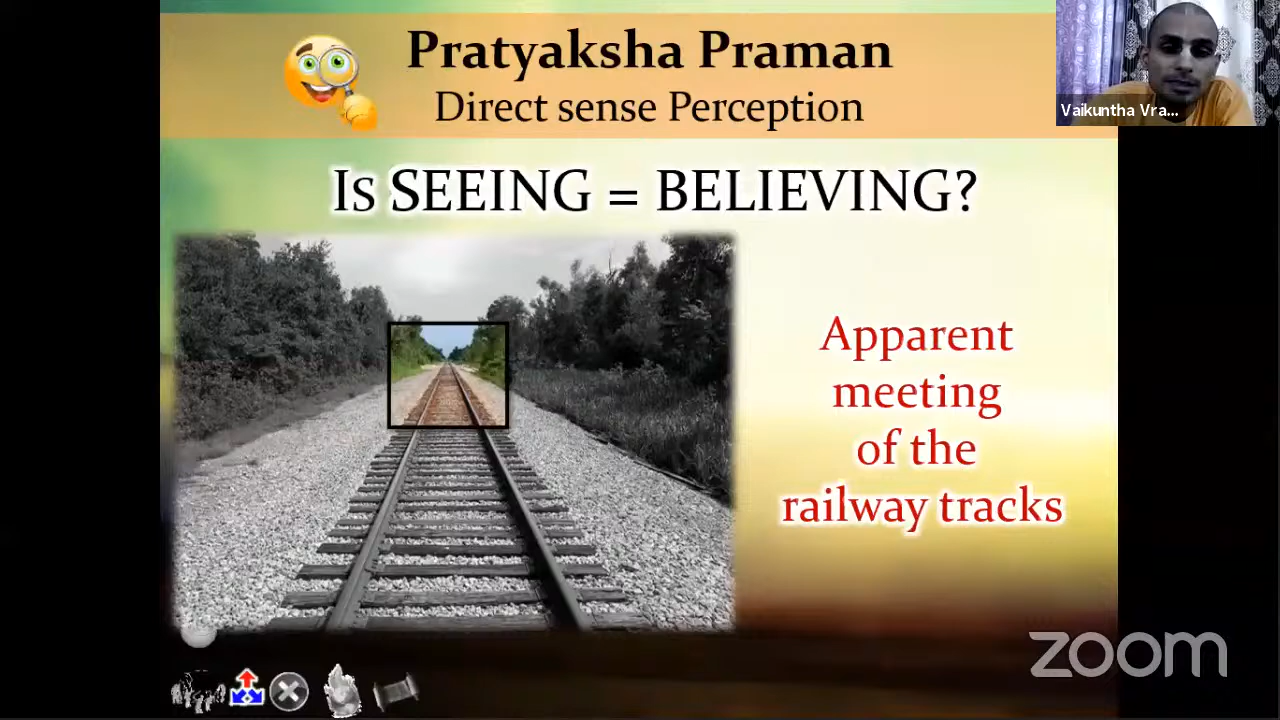 Pratyaksha Praman
Direct sense Perception
Vaikuntha Vra...
Is SEEING = BELIEVING?
Apparent
meeting
of the
railway tracks
zoom